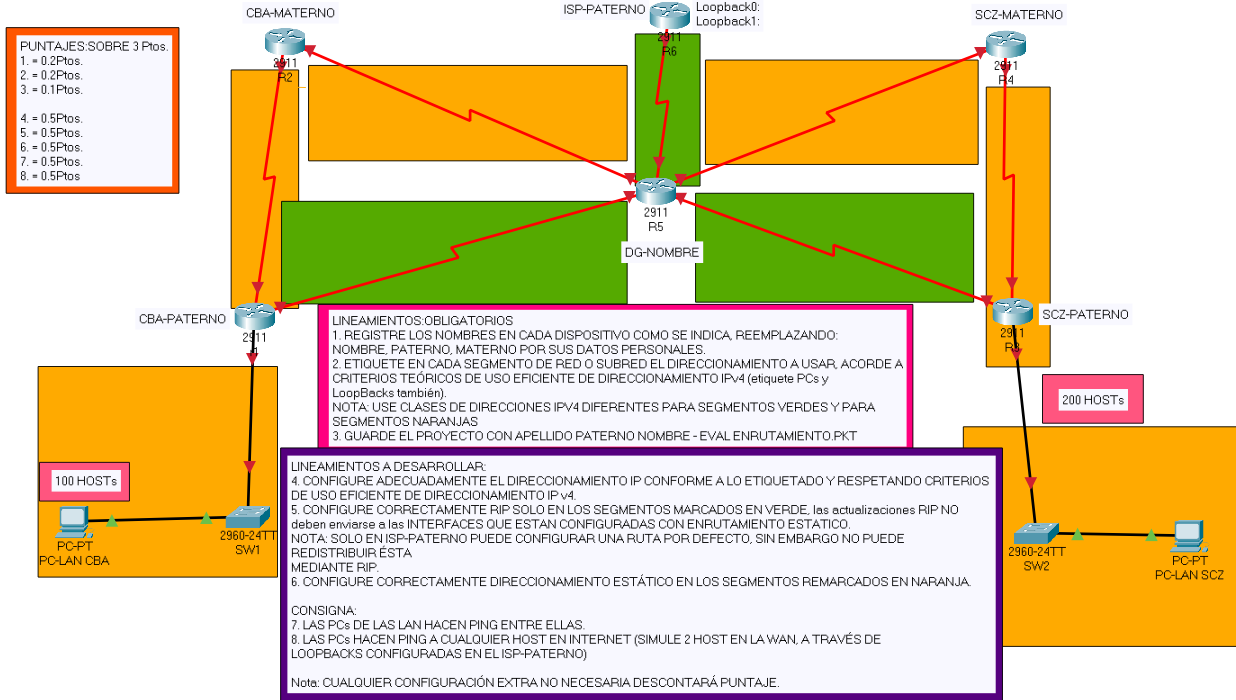 CBA-MATERNO
2911
R2
ISP-PATERNO
Loopback0:
Loopback1:
2911
R6
SCZ-MATERNO
2911
R4
PUNTAJES:SOBRE 3 Ptos.
1. = 0.2Ptos.
2. = 0.2Ptos.
3. = 0.1Ptos.
4. = 0.5Ptos.
5. = 0.5Ptos.
6. = 0.5Ptos.
7. = 0.5Ptos.
8. = 0.5Ptos
2911
R5
DG-NOMBRE
CBA-PATERNO
2911
SCZ-PATERNO
2911
R3
LINEAMIENTOS:OBLIGATORIOS
1. REGISTRE LOS NOMBRES EN CADA DISPOSITIVO COMO SE INDICA, REEMPLAZANDO:
NOMBRE, PATERNO, MATERNO POR SUS DATOS PERSONALES.
2. ETIQUETE EN CADA SEGMENTO DE RED O SUBRED EL DIRECCIONAMIENTO A USAR, ACORDE A
CRITERIOS TEÓRICOS DE USO EFICIENTE DE DIRECCIONAMIENTO IPv4 (etiquete PCs y
LoopBacks también).
NOTA: USE CLASES DE DIRECCIONES IPV4 DIFERENTES PARA SEGMENTOS VERDES Y PARA
SEGMENTOS NARANJAS
3. GUARDE EL PROYECTO CON APELLIDO PATERNO NOMBRE - EVAL ENRUTAMIENTO.PKT
200 HOSTs
100 HOSTs
PC-PT
PC-LAN CBA
2960-24TT
SW1
LINEAMIENTOS A DESARROLLAR:
4. CONFIGURE ADECUADAMENTE EL DIRECCIONAMIENTO IP CONFORME A LO ETIQUETADO Y RESPETANDO CRITERIOS
DE USO EFICIENTE DE DIRECCIONAMIENTO IP v4.
5. CONFIGURE CORRECTAMENTE RIP SOLO EN LOS SEGMENTOS MARCADOS EN VERDE, las actualizaciones RIP NO
deben enviarse a las INTERFACES QUE ESTAN CONFIGURADAS CON ENRUTAMIENTO ESTATICO.
NOTA: SOLO EN ISP-PATERNO PUEDE CONFIGURAR UNA RUTA POR DEFECTO, SIN EMBARGO NO PUEDE
REDISTRIBUIR ÉSTA
MEDIANTE RIP.
6. CONFIGURE CORRECTAMENTE DIRECCIONAMIENTO ESTÁTICO EN LOS SEGMENTOS REMARCADOS EN NARANJA.
CONSIGNA:
7. LAS PCs DE LAS LAN HACEN PING ENTRE ELLAS.
8. LAS PCs HACEN PING A CUALQUIER HOST EN INTERNET (SIMULE 2 HOST EN LA WAN, A TRAVÉS DE
LOOPBACKS CONFIGURADAS EN EL ISP-PATERNO)
Nota: CUALQUIER CONFIGURACIÓN EXTRA NO NECESARIA DESCONTARÁ PUNTAJE.
2960-24TT
SW2
PC-PT
PC-LAN SCZ